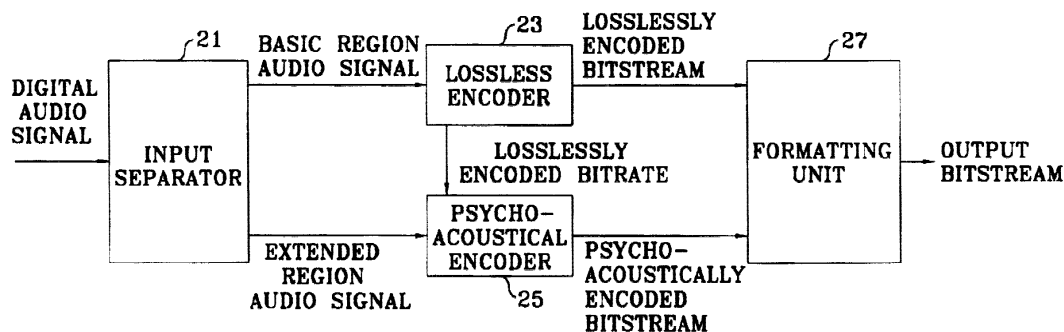 21
23
27
BASIC REGION
AUDIO SIGNAL
LOSSLESSLY
ENCODED
BITSTREAM
LOSSLESS
ENCODER
DIGITAL
AUDIO
SIGNAL
INPUT
SEPARATOR
LOSSLESSLY
ENCODED BITRATE
FORMATTING
UNIT
OUTPUT
BITSTREAM
PSYCHO-
ACOUSTICAL
ENCODER
25
EXTENDED
REGION
AUDIO SIGNAL
PSYCHO-
ACOUSTICALLY
ENCODED
BITSTREAM